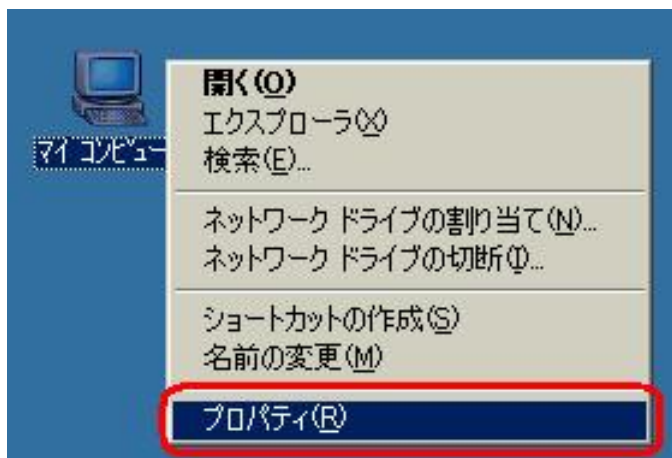 マイ コンピュー
開く(O)
エクスプローラ(X)
検索(E)...
ネットワーク ドライブの割り当て(N)...
ネットワーク ドライブの切断(I)...
ショートカットの作成(S)
名前の変更(M)
プロパティ(R)